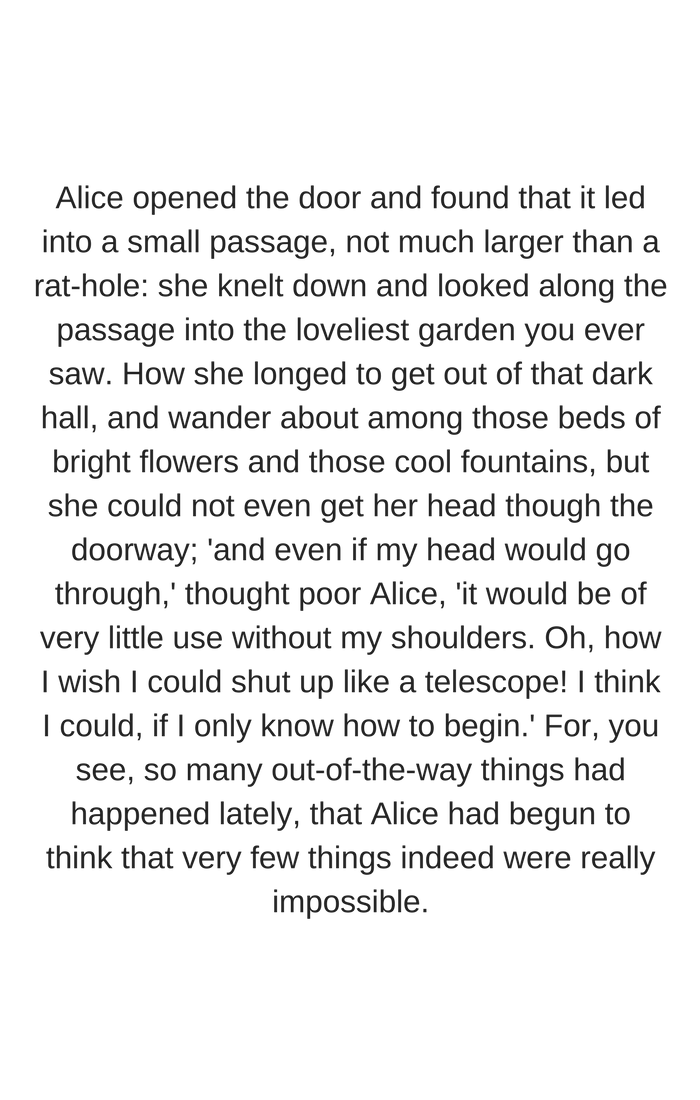 Alice opened the door and found that it led
into a small passage, not much larger than a
rat-hole: she knelt down and looked along the
passage into the loveliest garden you ever
saw. How she longed to get out of that dark
hall, and wander about among those beds of
bright flowers and those cool fountains, but
she could not even get her head though the
doorway; 'and even if my head would go
through,' thought poor Alice, 'it would be of
very little use without my shoulders. Oh, how
I wish I could shut up like a telescope! I think
I could, if I only know how to begin.' For, you
see, so many out-of-the-way things had
happened lately, that Alice had begun to
think that very few things indeed were really
impossible.